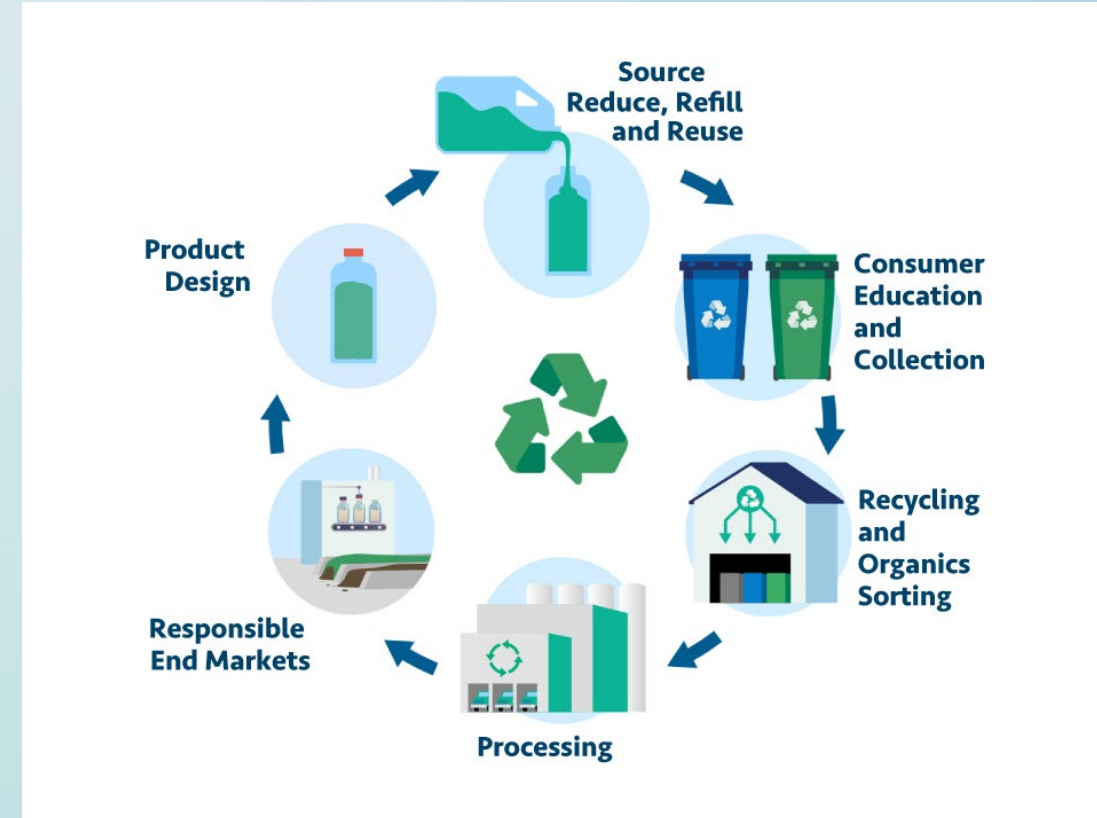 Source
Reduce, Refill
and Reuse
Product
Design
Consumer
Education
and
Collection
Recycling
and
Organics
Sorting
Responsible
End Markets
Processing